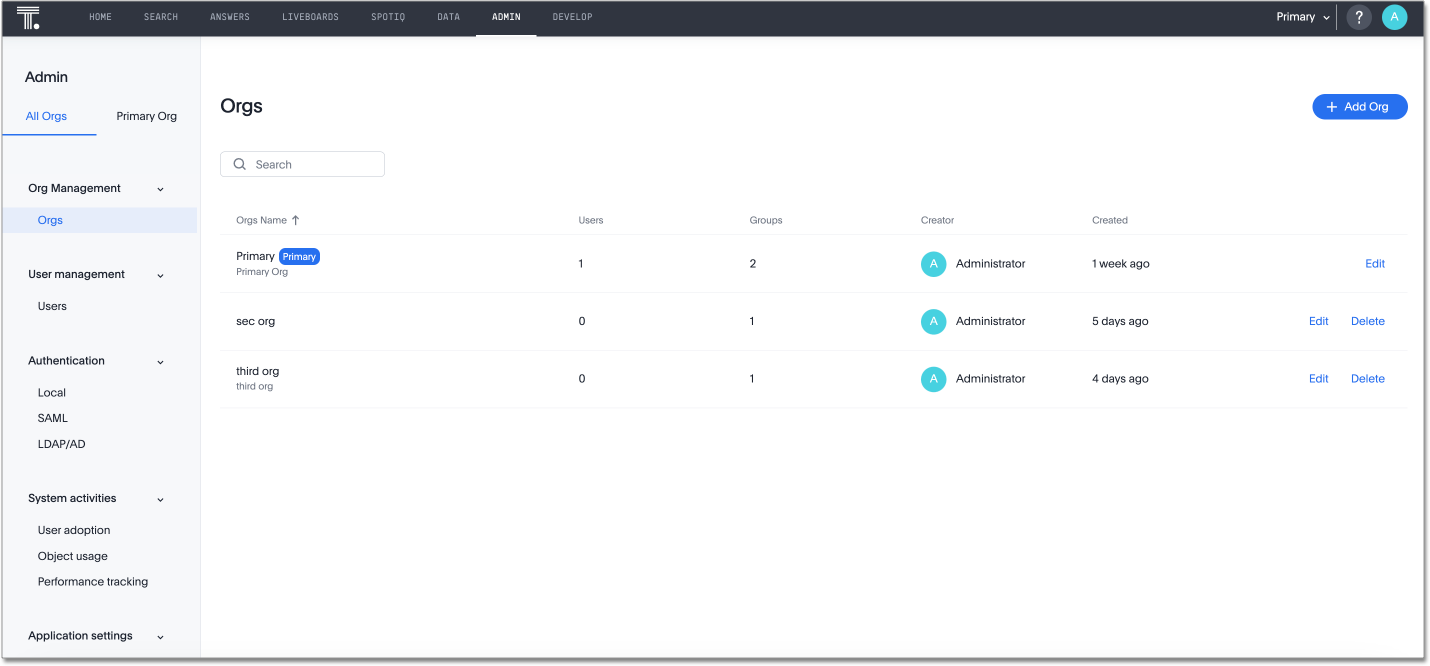 T.
HOME SEARCH ANSWERS LIVEBOARDS SPOTIQ DATA ADMIN DEVELOP Primary ? A
Admin
All Orgs Primary Org
Org Management
Orgs
User management
Users
Authentication
Local
SAML
LDAP/AD
System activities
User adoption
Object usage
Performance tracking
Application settings
Orgs
+ Add Org
Search
Orgs Name ↑ Users Groups Creator Created
Primary Primary
Primary Org
1 2 A Administrator 1 week ago Edit
sec org 0 1 A Administrator 5 days ago Edit Delete
third org
third org
0 1 A Administrator 4 days ago Edit Delete